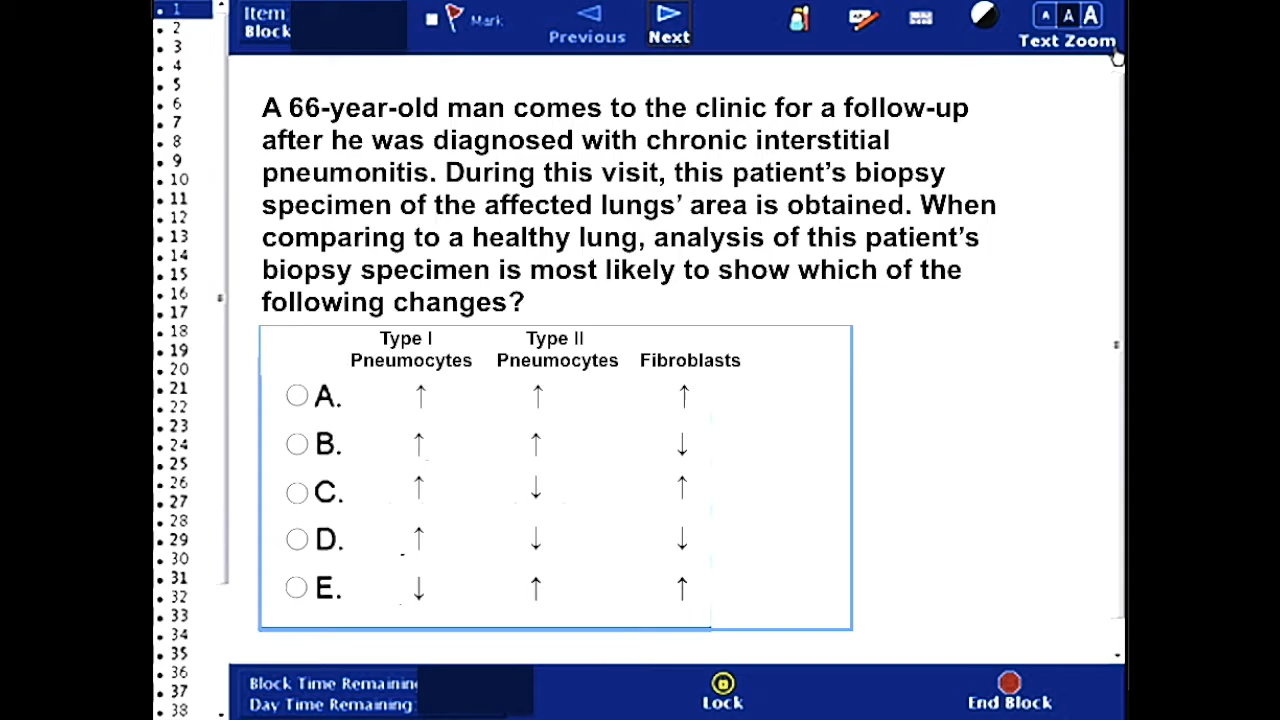 1
2
3
4
5
6
7
8
9
10
11
12
13
14
15
16
17
18
19
20
21
22
23
24
25
26
27
28
29
30
31
32
33
34
35
36
37
38
Item
Block
Mark
Previous
Next
A A A
Text Zoom
A 66-year-old man comes to the clinic for a follow-up
after he was diagnosed with chronic interstitial
pneumonitis. During this visit, this patient’s biopsy
specimen of the affected lungs’ area is obtained. When
comparing to a healthy lung, analysis of this patient’s
biopsy specimen is most likely to show which of the
following changes?
Type I Type II
Pneumocytes Pneumocytes Fibroblasts
A. ↑ ↑ ↑
B. ↑ ↑ ↓
C. ↑ ↓ ↑
D. ↑ ↓ ↓
E. ↓ ↑ ↑
Block Time Remainin
Day Time Remaining
Lock
End Block